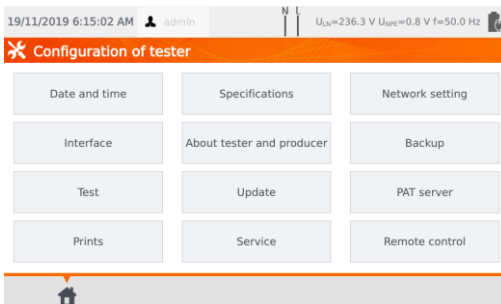 19/11/2019 6:15:02 AM admin N L ULN=236.3 V UNPE=0.8 V f=50.0 Hz
Configuration of tester
Date and time Specifications Network setting
Interface About tester and producer Backup
Test Update PAT server
Prints Service Remote control